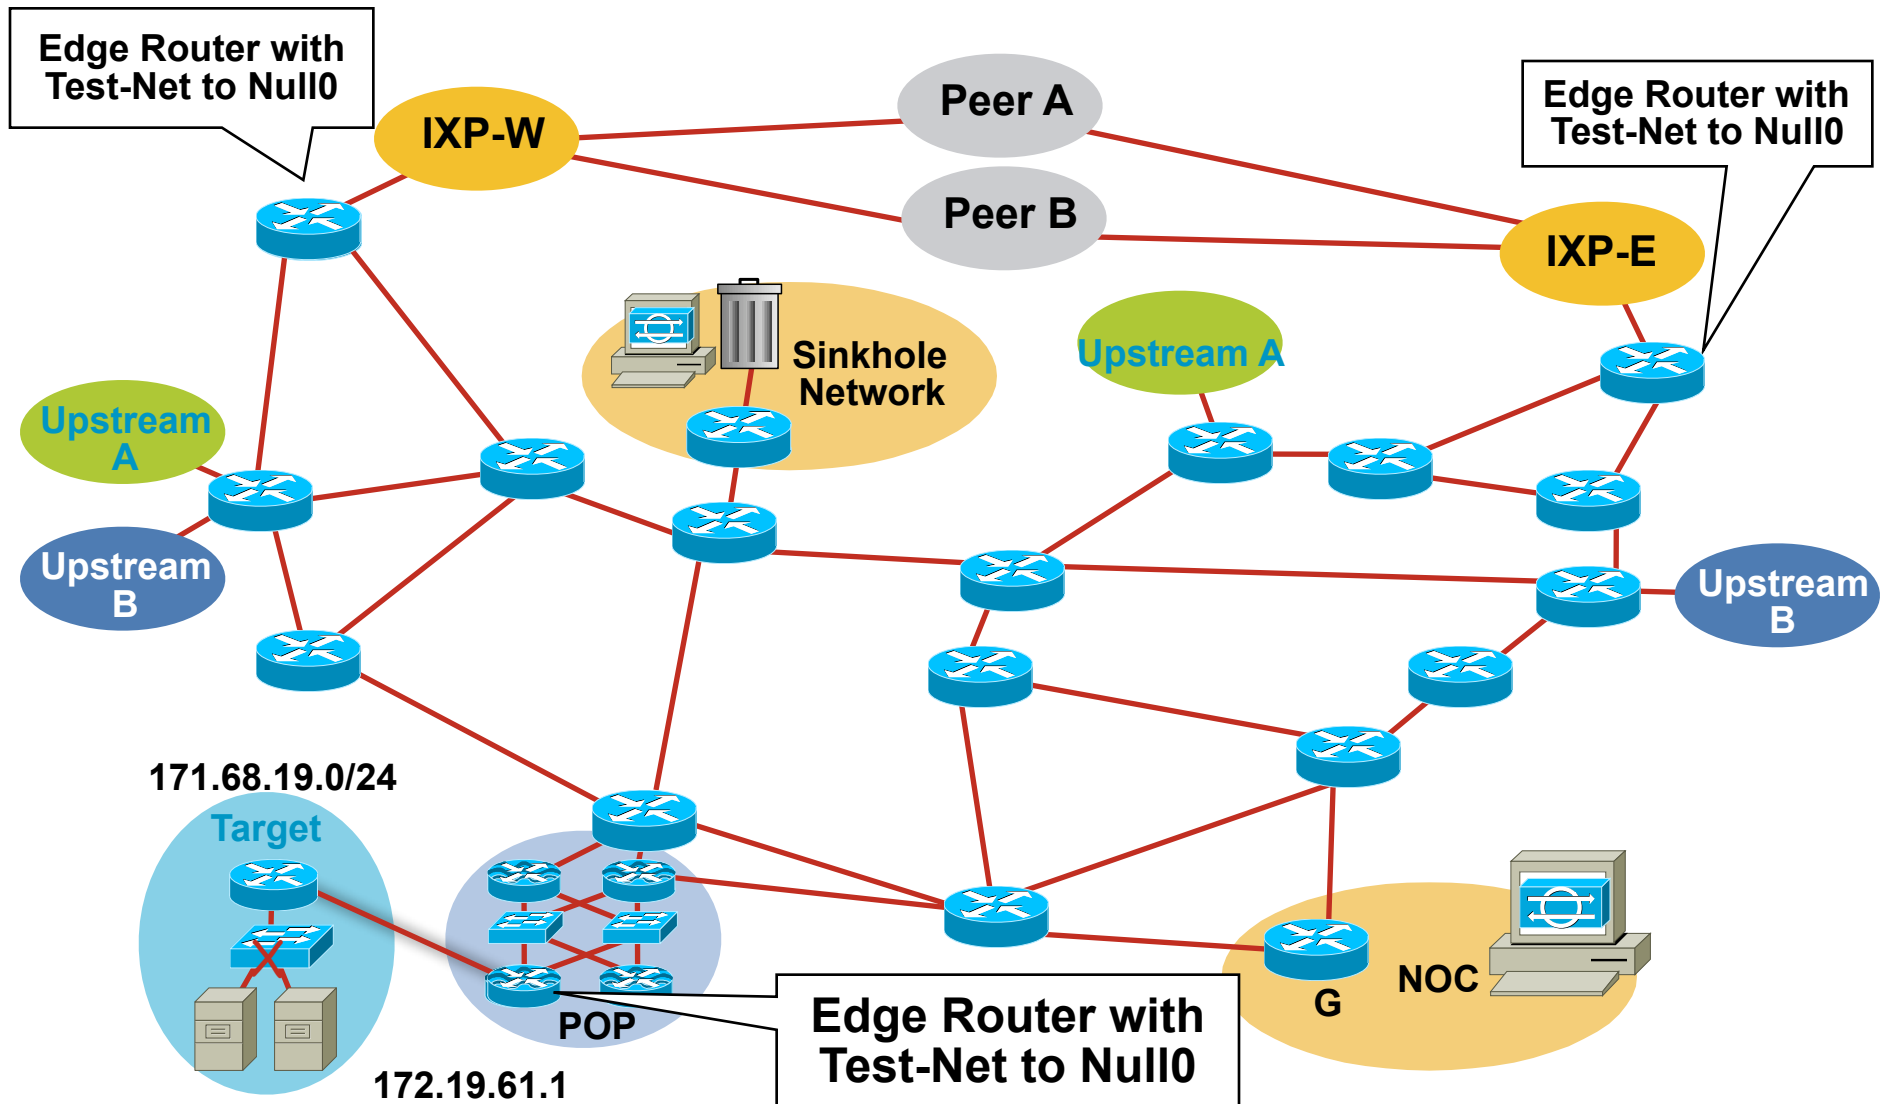 Edge Router with
Test-Net to Null0
IXP-W
Peer A
Edge Router with
Test-Net to Null0
Peer B
IXP-E
Sinkhole
Network
Upstream A
Upstream
A
Upstream
B
Upstream
B
171.68.19.0/24
Target
POP
172.19.61.1
Edge Router with
Test-Net to Null0
G
NOC